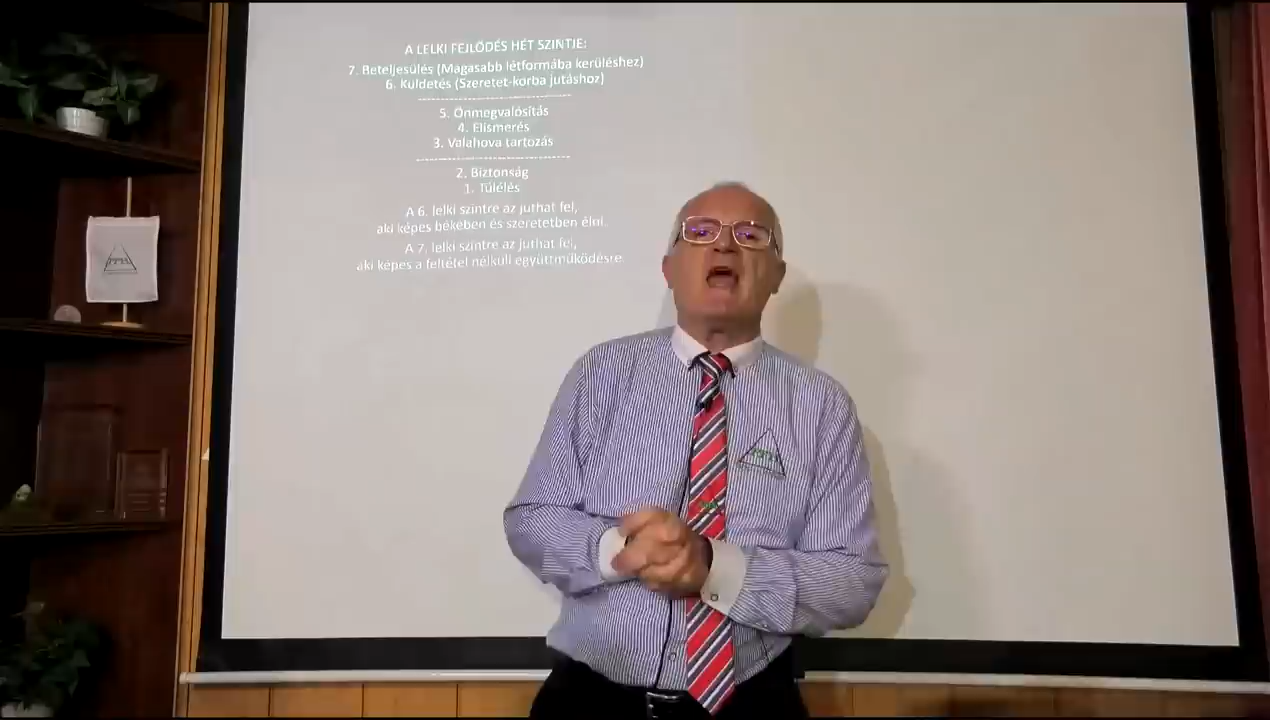 A LELKI FEJLŐDÉS HÉT SZINTJE:
7. Beteljesülés (Magasabb létformába kerüléshez)
6. Küldetés (Szeretet-korba jutáshoz)
5. Önmegvalósítás
4. Elismerés
3. Valahova tartozás
2. Biztonság
1. Túlélés
A 6. lelki szintre az juthat fel,
aki képes békében és szeretetben élni.
A 7. lelki szintre az juthat fel,
aki képes a feltétel nélküli együttműködésre